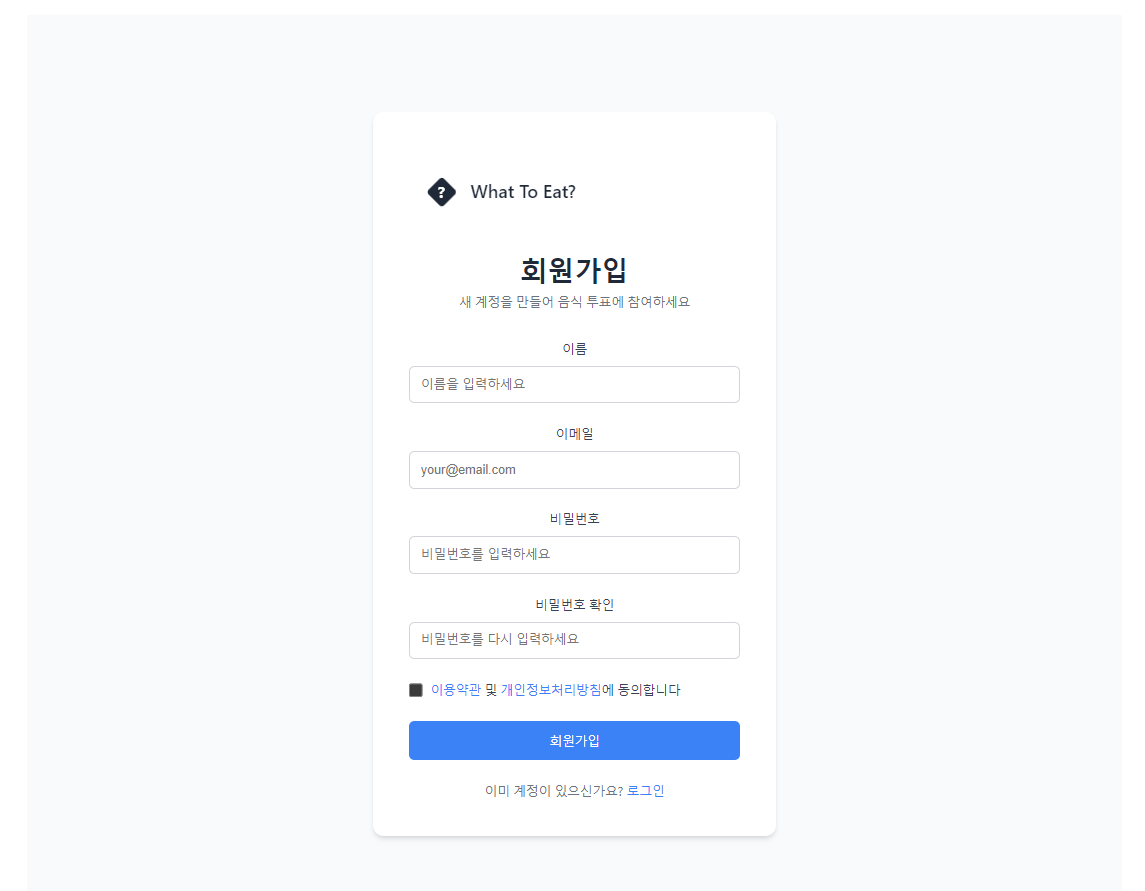 ? What To Eat?
회원가입
새 계정을 만들어 음식 투표에 참여하세요
이름
이름을 입력하세요
이메일
your@email.com
비밀번호
비밀번호를 입력하세요
비밀번호 확인
비밀번호를 다시 입력하세요
이용약관 및 개인정보처리방침에 동의합니다
회원가입
이미 계정이 있으신가요? 로그인